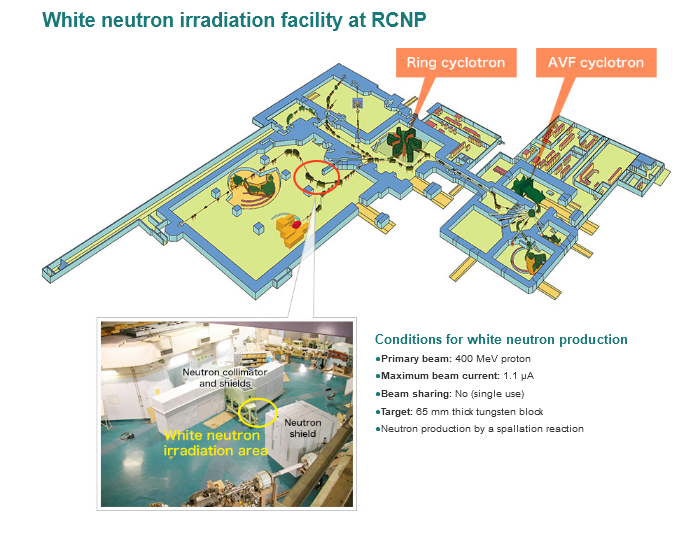 White neutron irradiation facility at RCNP
Ring cyclotron
AVF cyclotron
Neutron collimator
and shields
Neutron
shield
White neutron
irradiation area
Conditions for white neutron production
●Primary beam: 400 MeV proton
●Maximum beam current: 1.1 μA
●Beam sharing: No (single use)
●Target: 65 mm thick tungsten block
●Neutron production by a spallation reaction